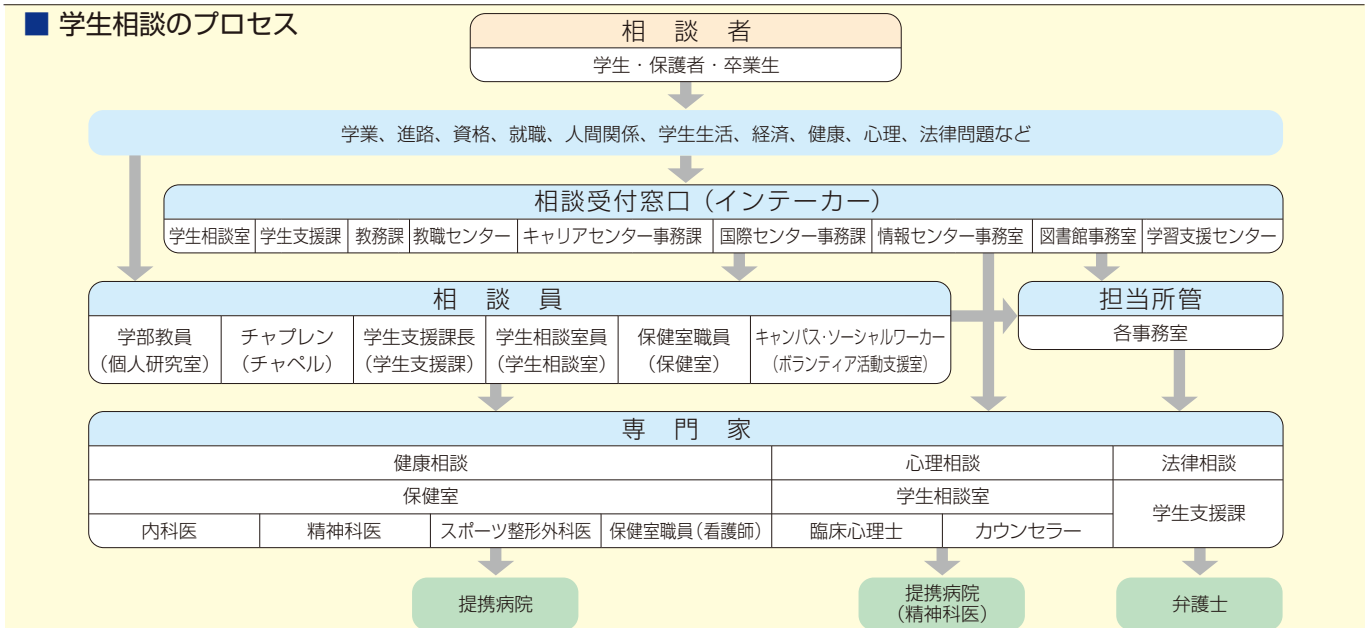 ■ 学生相談のプロセス
相　談　者
学生・保護者・卒業生
学業、進路、資格、就職、人間関係、学生生活、経済、健康、心理、法律問題など
相談受付窓口（インテーカー）
学生相談室 学生支援課 教務課 教職センター キャリアセンター事務課 国際センター事務課 情報センター事務室 図書館事務室 学習支援センター
相　談　員
学部教員
（個人研究室）
チャプレン
（チャペル）
学生支援課長
（学生支援課）
学生相談室員
（学生相談室）
保健室職員
（保健室）
キャンパス・ソーシャルワーカー
（ボランティア活動支援室）
担当所管
各事務室
専　門　家
健康相談 心理相談 法律相談
保健室 学生相談室
学生支援課
内科医 精神科医 スポーツ整形外科医 保健室職員（看護師） 臨床心理士 カウンセラー
提携病院
提携病院
（精神科医）
弁護士